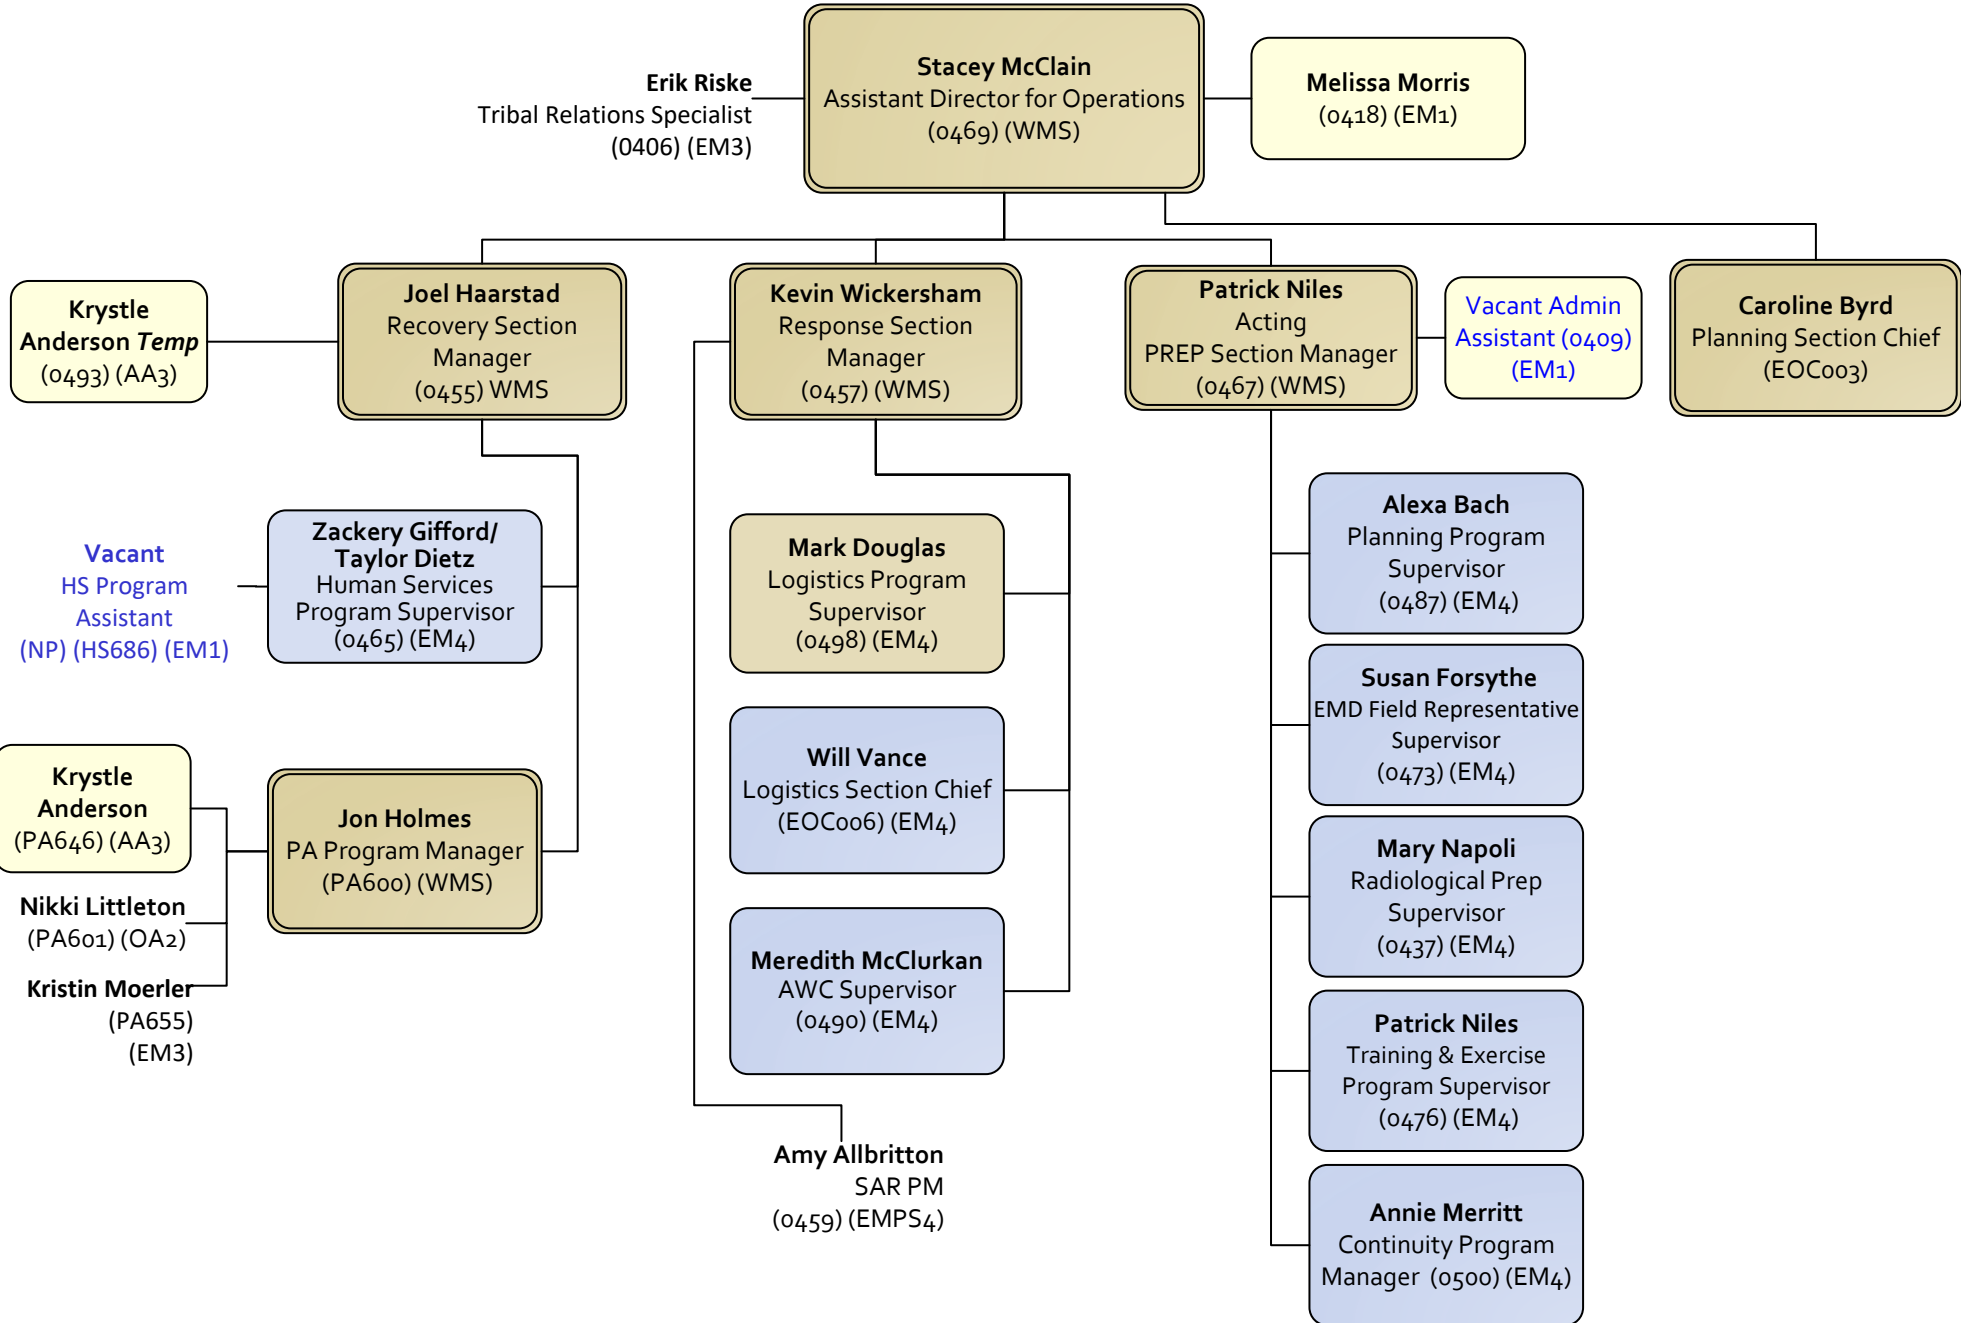 Erik Riske
Tribal Relations Specialist
(0406) (EM3)
Stacey McClain
Assistant Director for Operations
(0469) (WMS)
Melissa Morris
(0418) (EM1)
Krystle
Anderson Temp
(0493) (AA3)
Joel Haarstad
Recovery Section
Manager
(0455) WMS
Kevin Wickersham
Response Section
Manager
(0457) (WMS)
Patrick Niles
Acting
PREP Section Manager
(0467) (WMS)
Vacant Admin
Assistant (0409)
(EM1)
Caroline Byrd
Planning Section Chief
(EOC003)
Vacant
HS Program
Assistant
(NP) (HS686) (EM1)
Zackery Gifford/
Taylor Dietz
Human Services
Program Supervisor
(0465) (EM4)
Krystle
Anderson
(PA646) (AA3)
Nikki Littleton
(PA601) (OA2)
Kristin Moerler
(PA655)
(EM3)
Jon Holmes
PA Program Manager
(PA600) (WMS)
Mark Douglas
Logistics Program
Supervisor
(0498) (EM4)
Will Vance
Logistics Section Chief
(EOC006) (EM4)
Meredith McClurkan
AWC Supervisor
(0490) (EM4)
Amy Allbritton
SAR PM
(0459) (EMPS4)
Alexa Bach
Planning Program
Supervisor
(0487) (EM4)
Susan Forsythe
EMD Field Representative
Supervisor
(0473) (EM4)
Mary Napoli
Radiological Prep
Supervisor
(0437) (EM4)
Patrick Niles
Training & Exercise
Program Supervisor
(0476) (EM4)
Annie Merritt
Continuity Program
Manager (0500) (EM4)